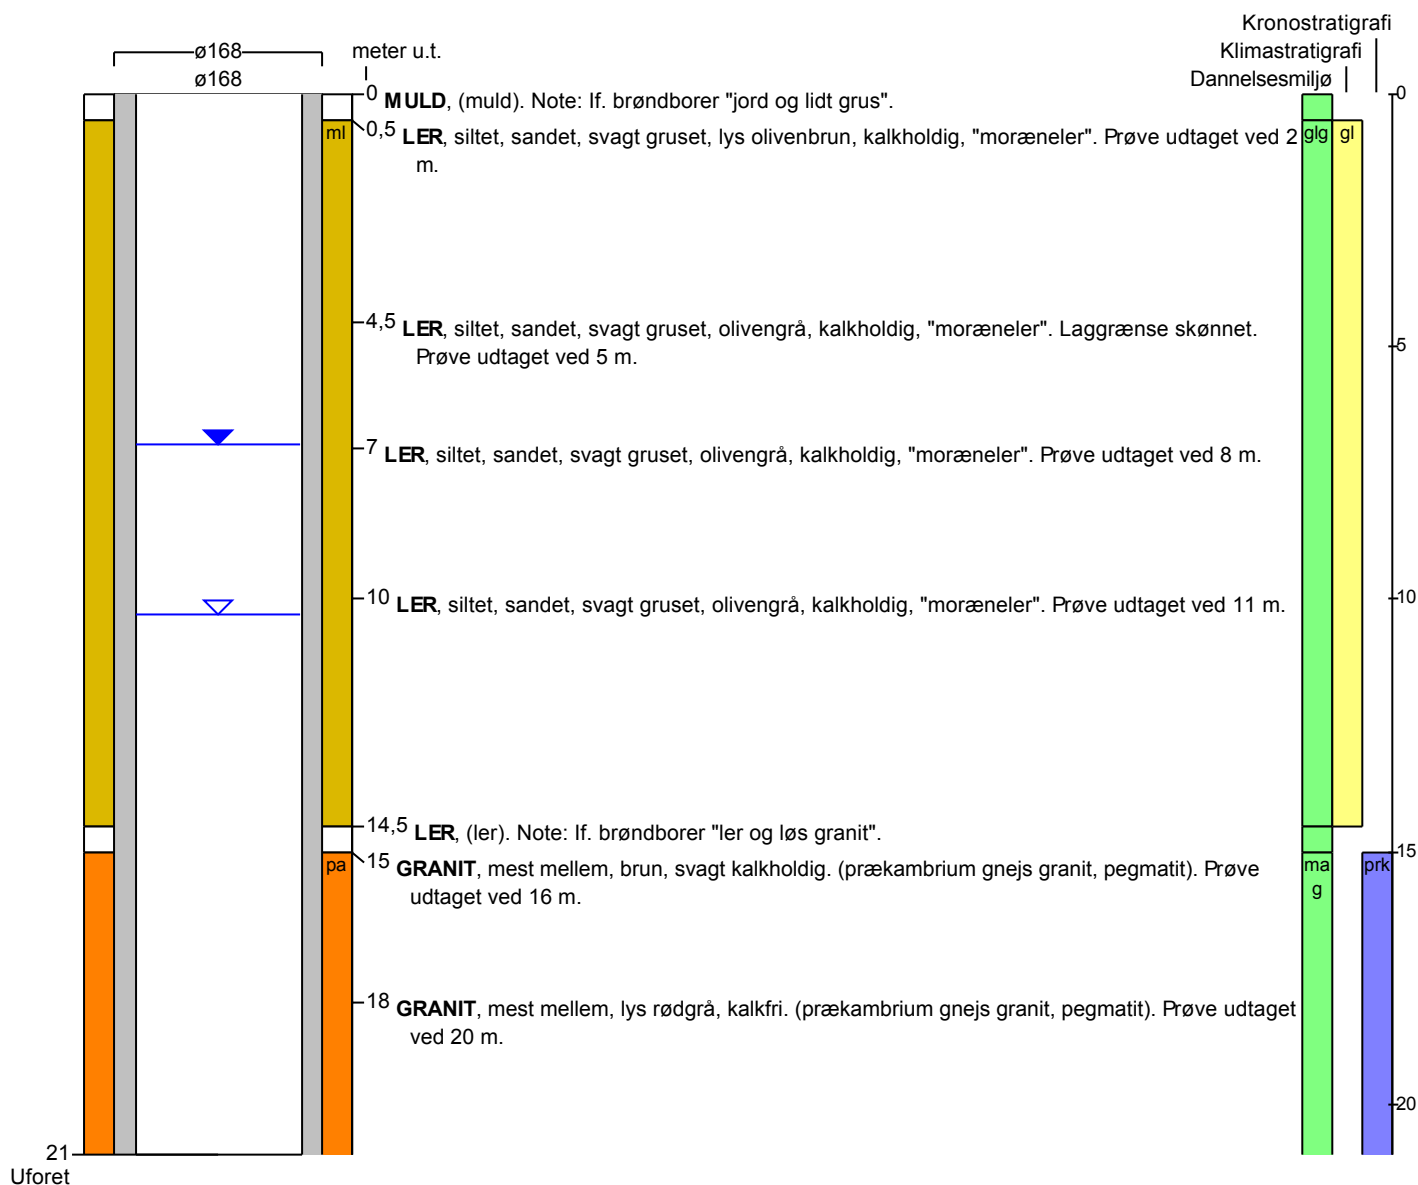 Kronostratigrafi
ø168 meter u.t. Klimastratigrafi
ø168 Dannelsesmiljø
0 MULD, (muld). Note: If. brøndborer "jord og lidt grus". 0
ml 0,5 LER, siltet, sandet, svagt gruset, lys olivenbrun, kalkholdig, "moræneler". Prøve udtaget ved 2 glg gl
m.
4,5 LER, siltet, sandet, svagt gruset, olivengrå, kalkholdig, "moræneler". Laggrænse skønnet.
Prøve udtaget ved 5 m. 5
7 LER, siltet, sandet, svagt gruset, olivengrå, kalkholdig, "moræneler". Prøve udtaget ved 8 m.
10 LER, siltet, sandet, svagt gruset, olivengrå, kalkholdig, "moræneler". Prøve udtaget ved 11 m. 10
14,5 LER, (ler). Note: If. brøndborer "ler og løs granit".
15
pa 15 GRANIT, mest mellem, brun, svagt kalkholdig. (prækambrium gnejs granit, pegmatit). Prøve ma prk
udtaget ved 16 m. g
18 GRANIT, mest mellem, lys rødgrå, kalkfri. (prækambrium gnejs granit, pegmatit). Prøve udtaget
ved 20 m.
20
21
Uforet